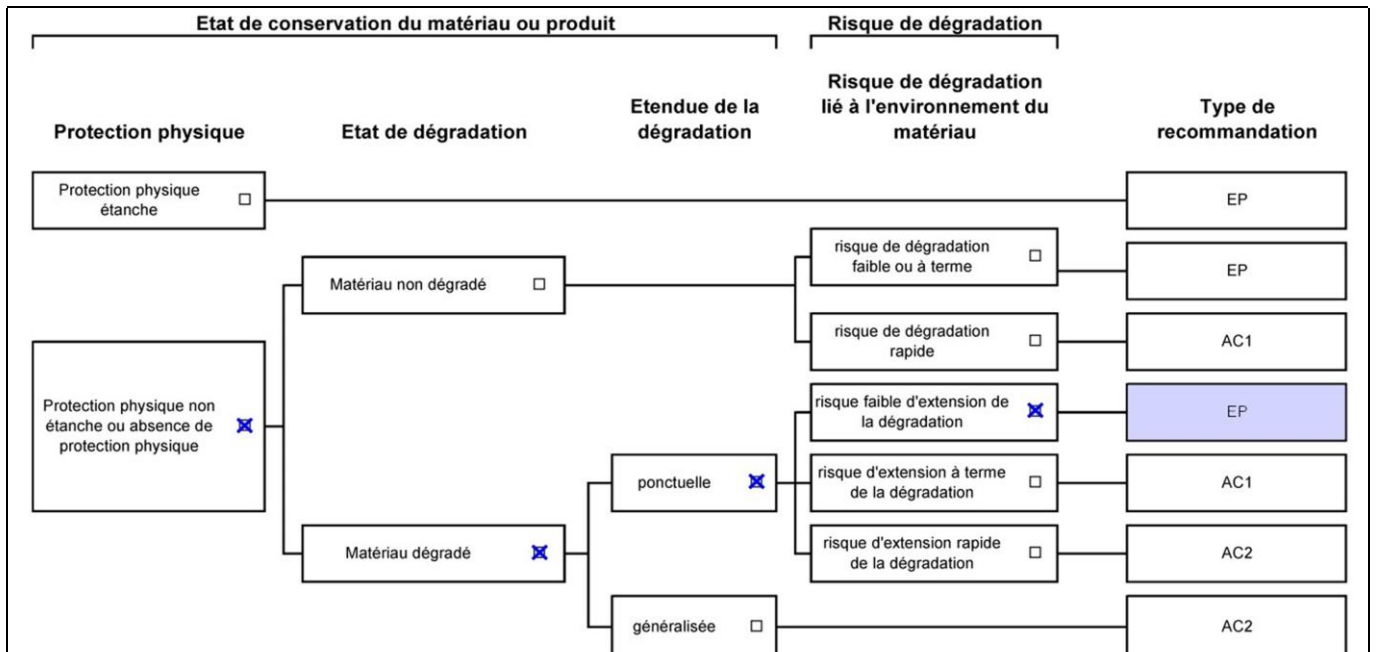 Etat de conservation du matériau ou produit
Risque de dégradation
Protection physique
Etat de dégradation
Etendue de la
dégradation
Risque de dégradation
lié à l'environnement du
matériau
Type de
recommandation
Protection physique
étanche
EP
Matériau non dégradé
risque de dégradation
faible ou à terme
EP
risque de dégradation
rapide
AC1
Protection physique non
étanche ou absence de
protection physique
Matériau dégradé
ponctuelle
risque faible d'extension de
la dégradation
EP
risque d'extension à terme
de la dégradation
AC1
risque d'extension rapide
de la dégradation
AC2
généralisée
AC2